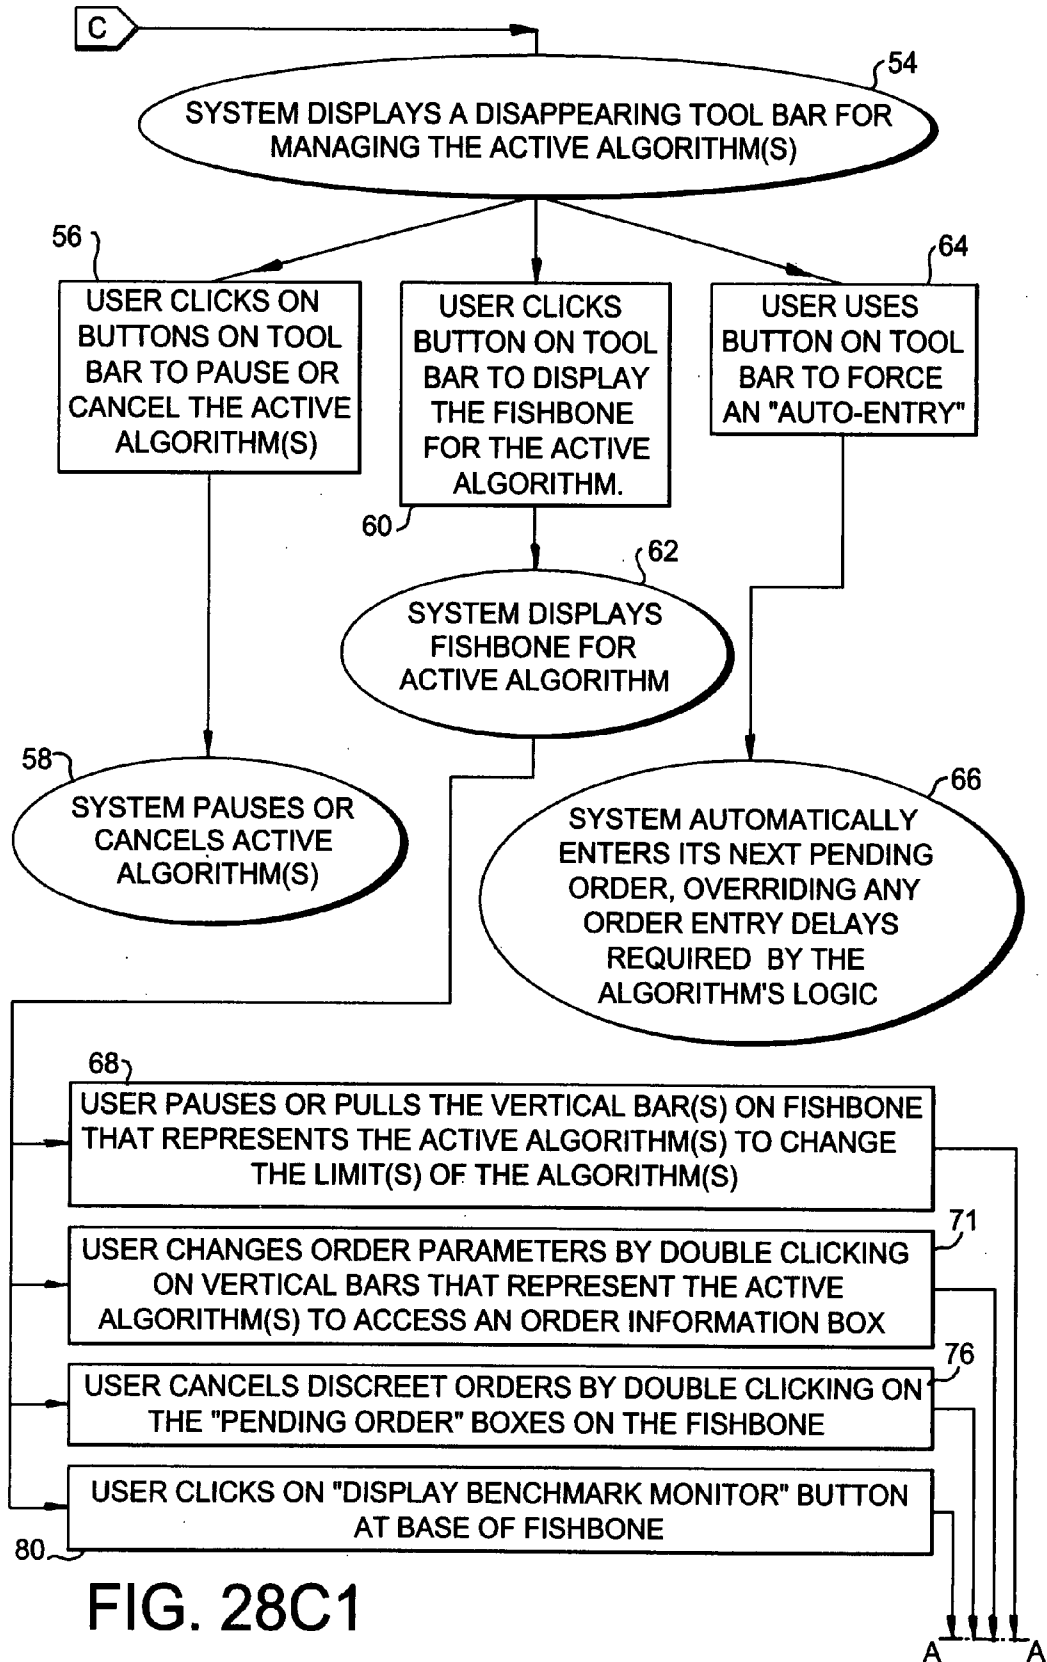 C
54
SYSTEM DISPLAYS A DISAPPEARING TOOL BAR FOR
MANAGING THE ACTIVE ALGORITHM(S)
56
USER CLICKS ON
BUTTONS ON TOOL
BAR TO PAUSE OR
CANCEL THE ACTIVE
ALGORITHM(S)
USER CLICKS
BUTTON ON TOOL
BAR TO DISPLAY
THE FISHBONE
FOR THE ACTIVE
ALGORITHM.
60
64
USER USES
BUTTON ON TOOL
BAR TO FORCE
AN "AUTO-ENTRY"
62
SYSTEM DISPLAYS
FISHBONE FOR
ACTIVE ALGORITHM
58
SYSTEM PAUSES OR
CANCELS ACTIVE
ALGORITHM(S)
66
SYSTEM AUTOMATICALLY
ENTERS ITS NEXT PENDING
ORDER, OVERRIDING ANY
ORDER ENTRY DELAYS
REQUIRED BY THE
ALGORITHM'S LOGIC
68
USER PAUSES OR PULLS THE VERTICAL BAR(S) ON FISHBONE
THAT REPRESENTS THE ACTIVE ALGORITHM(S) TO CHANGE
THE LIMIT(S) OF THE ALGORITHM(S)
71
USER CHANGES ORDER PARAMETERS BY DOUBLE CLICKING
ON VERTICAL BARS THAT REPRESENT THE ACTIVE
ALGORITHM(S) TO ACCESS AN ORDER INFORMATION BOX
76
USER CANCELS DISCREET ORDERS BY DOUBLE CLICKING ON
THE "PENDING ORDER" BOXES ON THE FISHBONE
USER CLICKS ON "DISPLAY BENCHMARK MONITOR" BUTTON
AT BASE OF FISHBONE
80
FIG. 28C1
A A